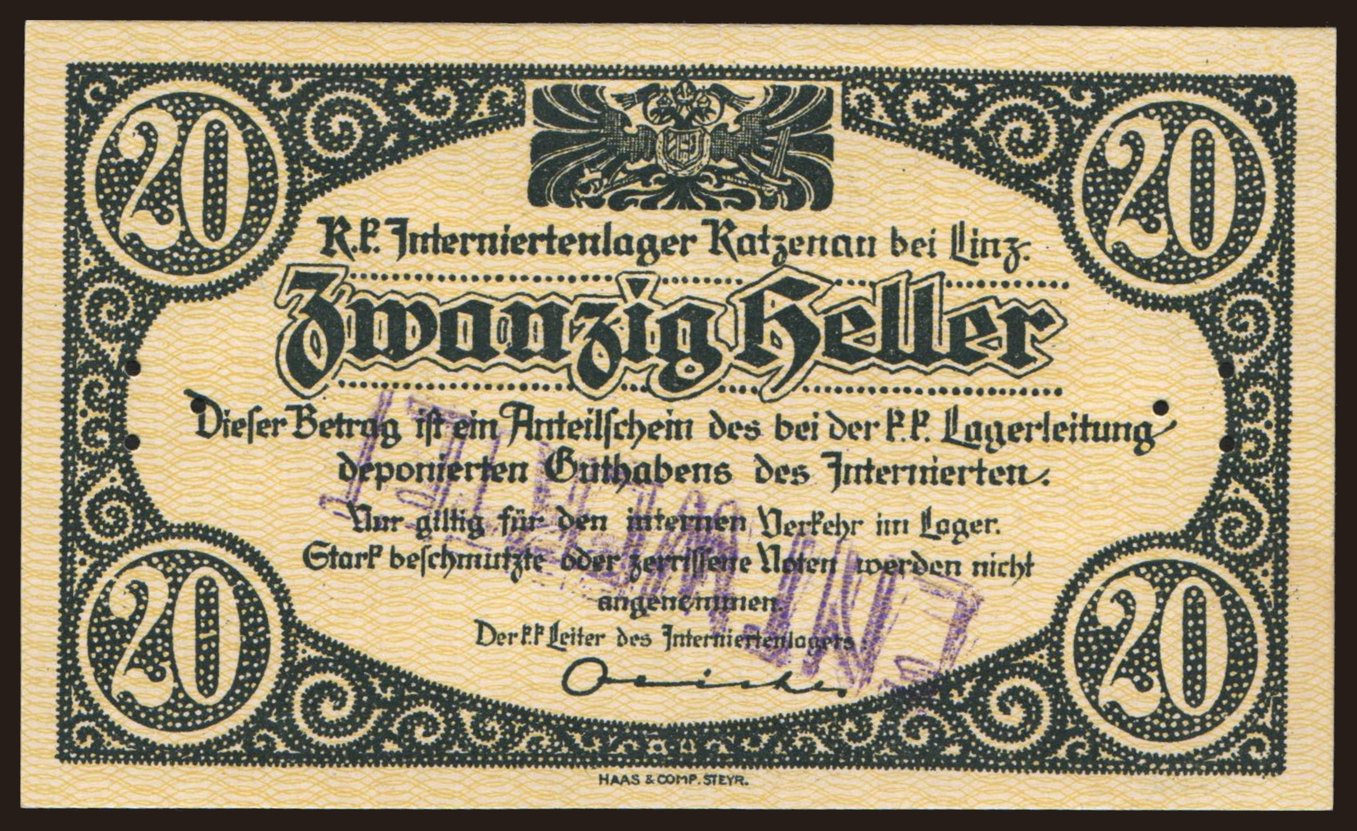 20 20
K.k. Interniertenlager Katzenau bei Linz.
Zwanzig Heller
Dieser Betrag ist ein Anteilschein des bei der k.k. Lagerleitung
deponierten Guthabens des Internierten.
Nur giltig für den internen Verkehr im Lager.
Stark beschmutzte oder zerrissene Noten werden nicht
angenommen.
Der k.k Leiter des Interniertenlagers.
20 20
ENTWERTET
HAAS & COMP. STEYR.